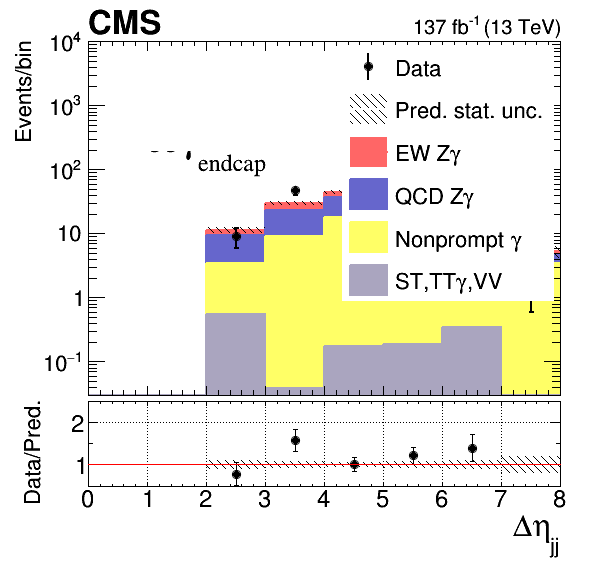 CMS
137 fb⁻¹ (13 TeV)
Events/bin
10⁴
10³
10²
10
1
10⁻¹
Data
Pred. stat. unc.
EW Zγ
QCD Zγ
Nonprompt γ
ST,TTγ,VV
endcap
Data/Pred.
2
1
0 1 2 3 4 5 6 7 8
Δη_jj